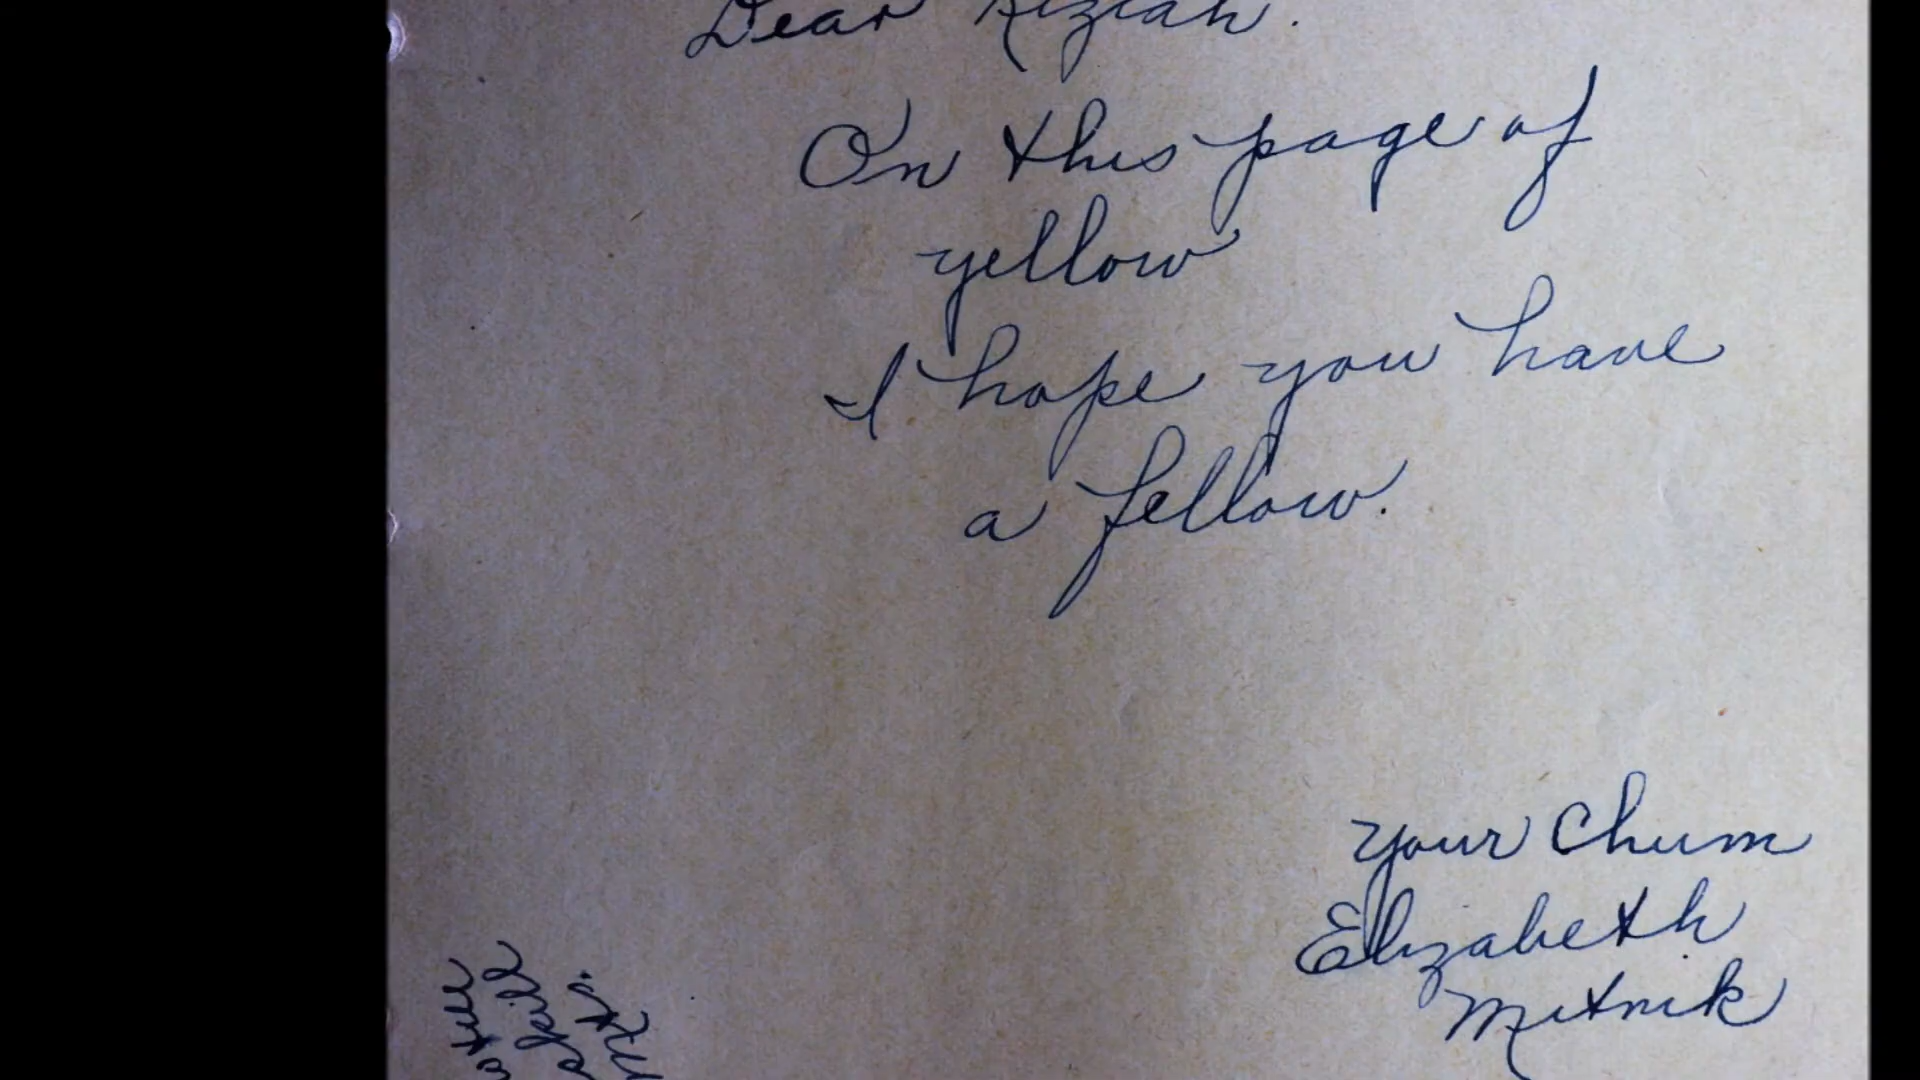 Dear Keziah.
On this page of
yellow
I hope you have
a fellow.
Your Chum
Elizabeth
Mitnik